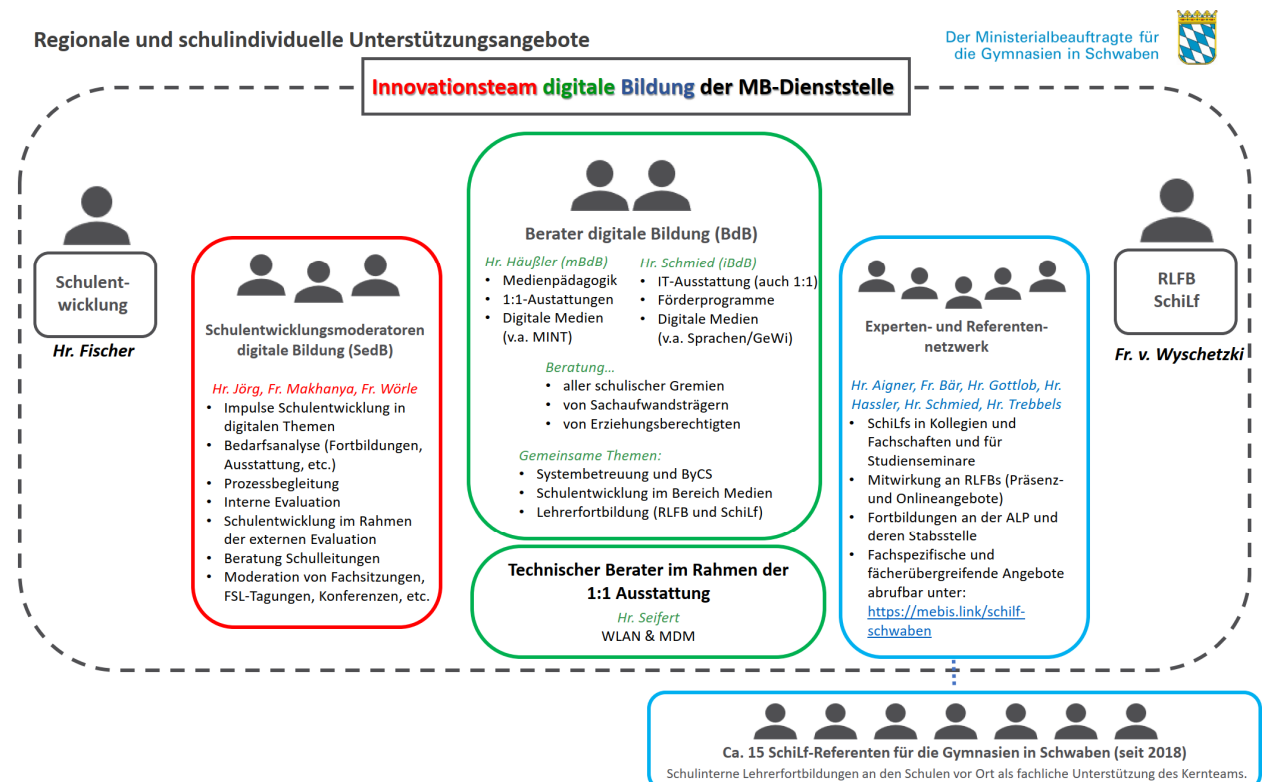 Regionale und schulindividuelle Unterstützungsangebote
Der Ministerialbeauftragte für
die Gymnasien in Schwaben
Innovationsteam digitale Bildung der MB-Dienststelle
Schulent-
wicklung
Hr. Fischer
Schulentwicklungsmoderatoren
digitale Bildung (SedB)
Hr. Jörg, Fr. Makhanya, Fr. Wörle
• Impulse Schulentwicklung in
digitalen Themen
• Bedarfsanalyse (Fortbildungen,
Ausstattung, etc.)
• Prozessbegleitung
• Interne Evaluation
• Schulentwicklung im Rahmen
der externen Evaluation
• Beratung Schulleitungen
• Moderation von Fachsitzungen,
FSL-Tagungen, Konferenzen, etc.
Berater digitale Bildung (BdB)
Hr. Häußler (mBdB)
• Medienpädagogik
• 1:1-Austattungen
• Digitale Medien
(v.a. MINT)
Hr. Schmied (iBdB)
• IT-Ausstattung (auch 1:1)
• Förderprogramme
• Digitale Medien
(v.a. Sprachen/GeWi)
Beratung...
• aller schulischer Gremien
• von Sachaufwandsträgern
• von Erziehungsberechtigten
Gemeinsame Themen:
• Systembetreuung und ByCS
• Schulentwicklung im Bereich Medien
• Lehrerfortbildung (RLFB und SchiLf)
Technischer Berater im Rahmen der
1:1 Ausstattung
Hr. Seifert
WLAN & MDM
Experten- und Referenten-
netzwerk
Hr. Aigner, Fr. Bär, Hr. Gottlob, Hr.
Hassler, Hr. Schmied, Hr. Trebbels
• SchiLfs in Kollegien und
Fachschaften und für
Studienseminare
• Mitwirkung an RLFBs (Präsenz-
und Onlineangebote)
• Fortbildungen an der ALP und
deren Stabsstelle
• Fachspezifische und
fächerübergreifende Angebote
abrufbar unter:
https://mebis.link/schilf-
schwaben
RLFB
SchiLf
Fr. v. Wyschetzki
Ca. 15 SchiLf-Referenten für die Gymnasien in Schwaben (seit 2018)
Schulinterne Lehrerfortbildungen an den Schulen vor Ort als fachliche Unterstützung des Kernteams.